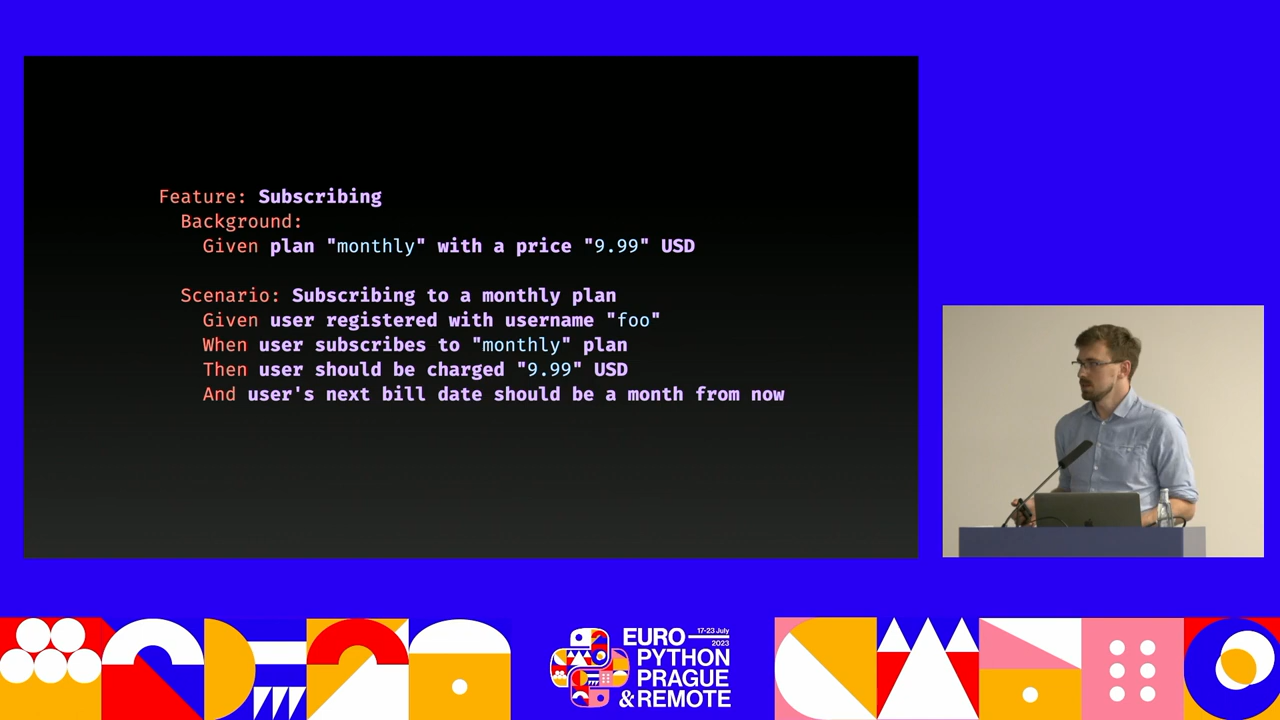 Feature: Subscribing
Background:
Given plan "monthly" with a price "9.99" USD
Scenario: Subscribing to a monthly plan
Given user registered with username "foo"
When user subscribes to "monthly" plan
Then user should be charged "9.99" USD
And user's next bill date should be a month from now
EURO 17-23 July
2023
PYTHON
PRAGUE
& REMOTE